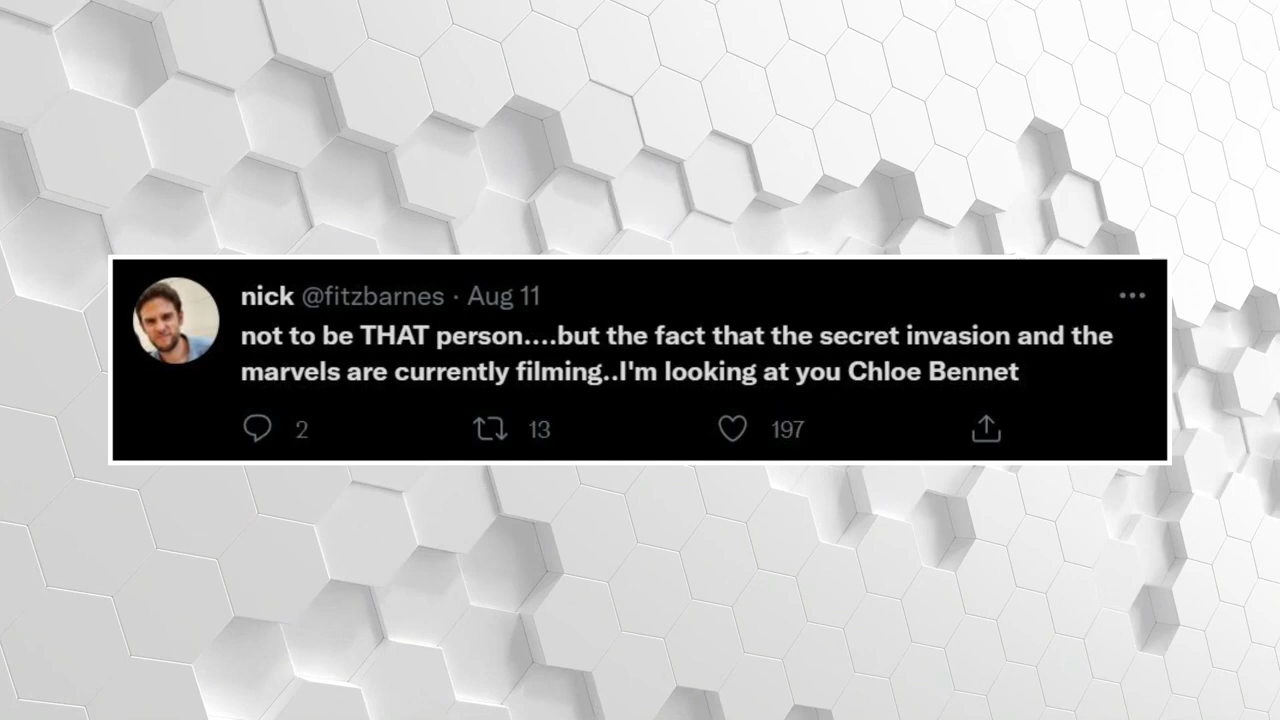 nick @fitzbarnes · Aug 11
not to be THAT person....but the fact that the secret invasion and the
marvels are currently filming..I'm looking at you Chloe Bennet
2 13 197